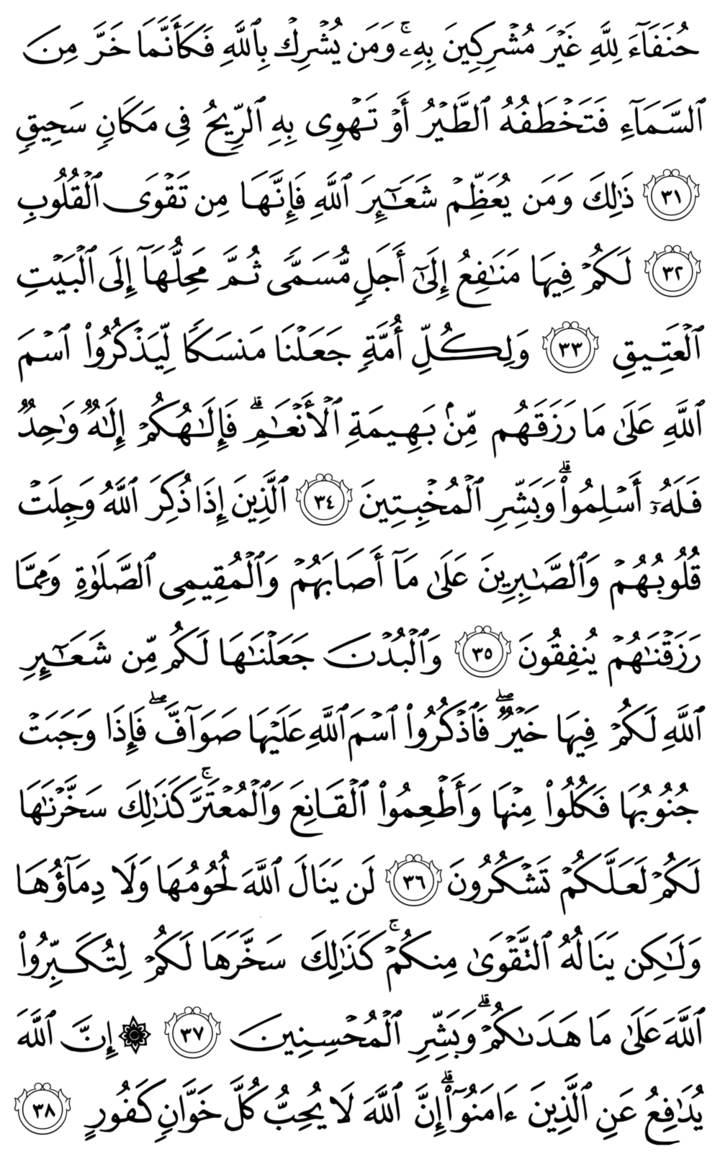 حُنَفَآءَ لِلَّهِ غَيۡرَ مُشۡرِكِينَ بِهِۦۚ وَمَن يُشۡرِكۡ بِٱللَّهِ فَكَأَنَّمَا خَرَّ مِنَ
ٱلسَّمَآءِ فَتَخۡطَفُهُ ٱلطَّيۡرُ أَوۡ تَهۡوِي بِهِ ٱلرِّيحُ فِي مَكَانٖ سَحِيقٖ
٣١ ذَٰلِكَ وَمَن يُعَظِّمۡ شَعَٰٓئِرَ ٱللَّهِ فَإِنَّهَا مِن تَقۡوَى ٱلۡقُلُوبِ
٣٢ لَكُمۡ فِيهَا مَنَٰفِعُ إِلَىٰٓ أَجَلٖ مُّسَمّٗى ثُمَّ مَحِلُّهَآ إِلَى ٱلۡبَيۡتِ
ٱلۡعَتِيقِ ٣٣ وَلِكُلِّ أُمَّةٖ جَعَلۡنَا مَنسَكٗا لِّيَذۡكُرُواْ ٱسۡمَ
ٱللَّهِ عَلَىٰ مَا رَزَقَهُم مِّنۢ بَهِيمَةِ ٱلۡأَنۡعَٰمِۗ فَإِلَٰهُكُمۡ إِلَٰهٞ وَٰحِدٞ
فَلَهُۥٓ أَسۡلِمُواْۗ وَبَشِّرِ ٱلۡمُخۡبِتِينَ ٣٤ ٱلَّذِينَ إِذَا ذُكِرَ ٱللَّهُ وَجِلَتۡ
قُلُوبُهُمۡ وَٱلصَّٰبِرِينَ عَلَىٰ مَآ أَصَابَهُمۡ وَٱلۡمُقِيمِي ٱلصَّلَوٰةِ وَمِمَّا
رَزَقۡنَٰهُمۡ يُنفِقُونَ ٣٥ وَٱلۡبُدۡنَ جَعَلۡنَٰهَا لَكُم مِّن شَعَٰٓئِرِ
ٱللَّهِ لَكُمۡ فِيهَا خَيۡرٞۖ فَٱذۡكُرُواْ ٱسۡمَ ٱللَّهِ عَلَيۡهَا صَوَآفَّۖ فَإِذَا وَجَبَتۡ
جُنُوبُهَا فَكُلُواْ مِنۡهَا وَأَطۡعِمُواْ ٱلۡقَانِعَ وَٱلۡمُعۡتَرَّۚ كَذَٰلِكَ سَخَّرۡنَٰهَا
لَكُمۡ لَعَلَّكُمۡ تَشۡكُرُونَ ٣٦ لَن يَنَالَ ٱللَّهَ لُحُومُهَا وَلَا دِمَآؤُهَا
وَلَٰكِن يَنَالُهُ ٱلتَّقۡوَىٰ مِنكُمۡۚ كَذَٰلِكَ سَخَّرَهَا لَكُمۡ لِتُكَبِّرُواْ
ٱللَّهَ عَلَىٰ مَا هَدَىٰكُمۡۗ وَبَشِّرِ ٱلۡمُحۡسِنِينَ ٣٧ ۞ إِنَّ ٱللَّهَ
يُدَٰفِعُ عَنِ ٱلَّذِينَ ءَامَنُوٓاْۗ إِنَّ ٱللَّهَ لَا يُحِبُّ كُلَّ خَوَّانٖ كَفُورٍ ٣٨